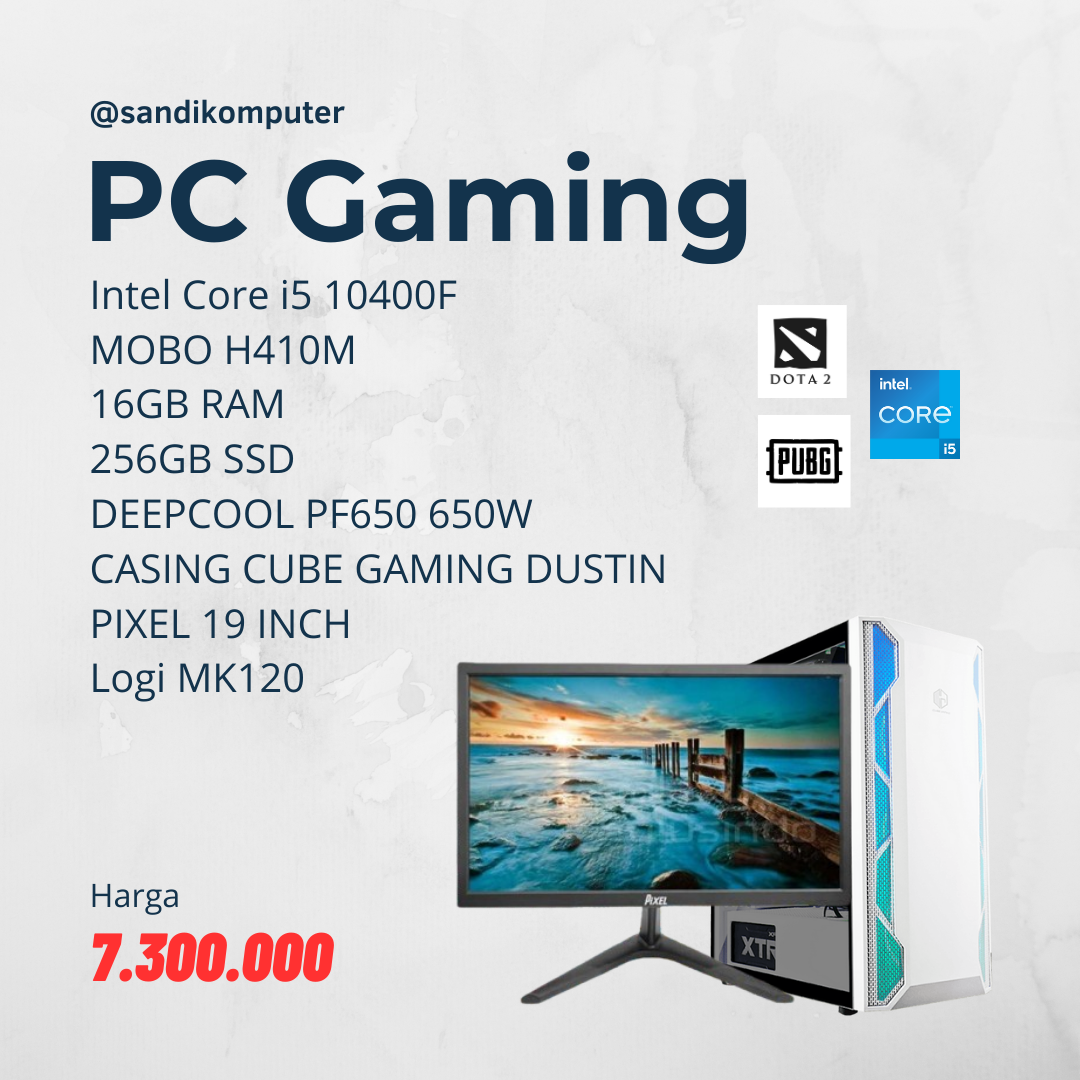 @sandikomputer
PC Gaming
Intel Core i5 10400F
MOBO H410M
16GB RAM
256GB SSD
DEEPCOOL PF650 650W
CASING CUBE GAMING DUSTIN
PIXEL 19 INCH
Logi MK120
DOTA 2
intel.
CORE
i5
PUBG
PIXEL
XTR
Harga
7.300.000